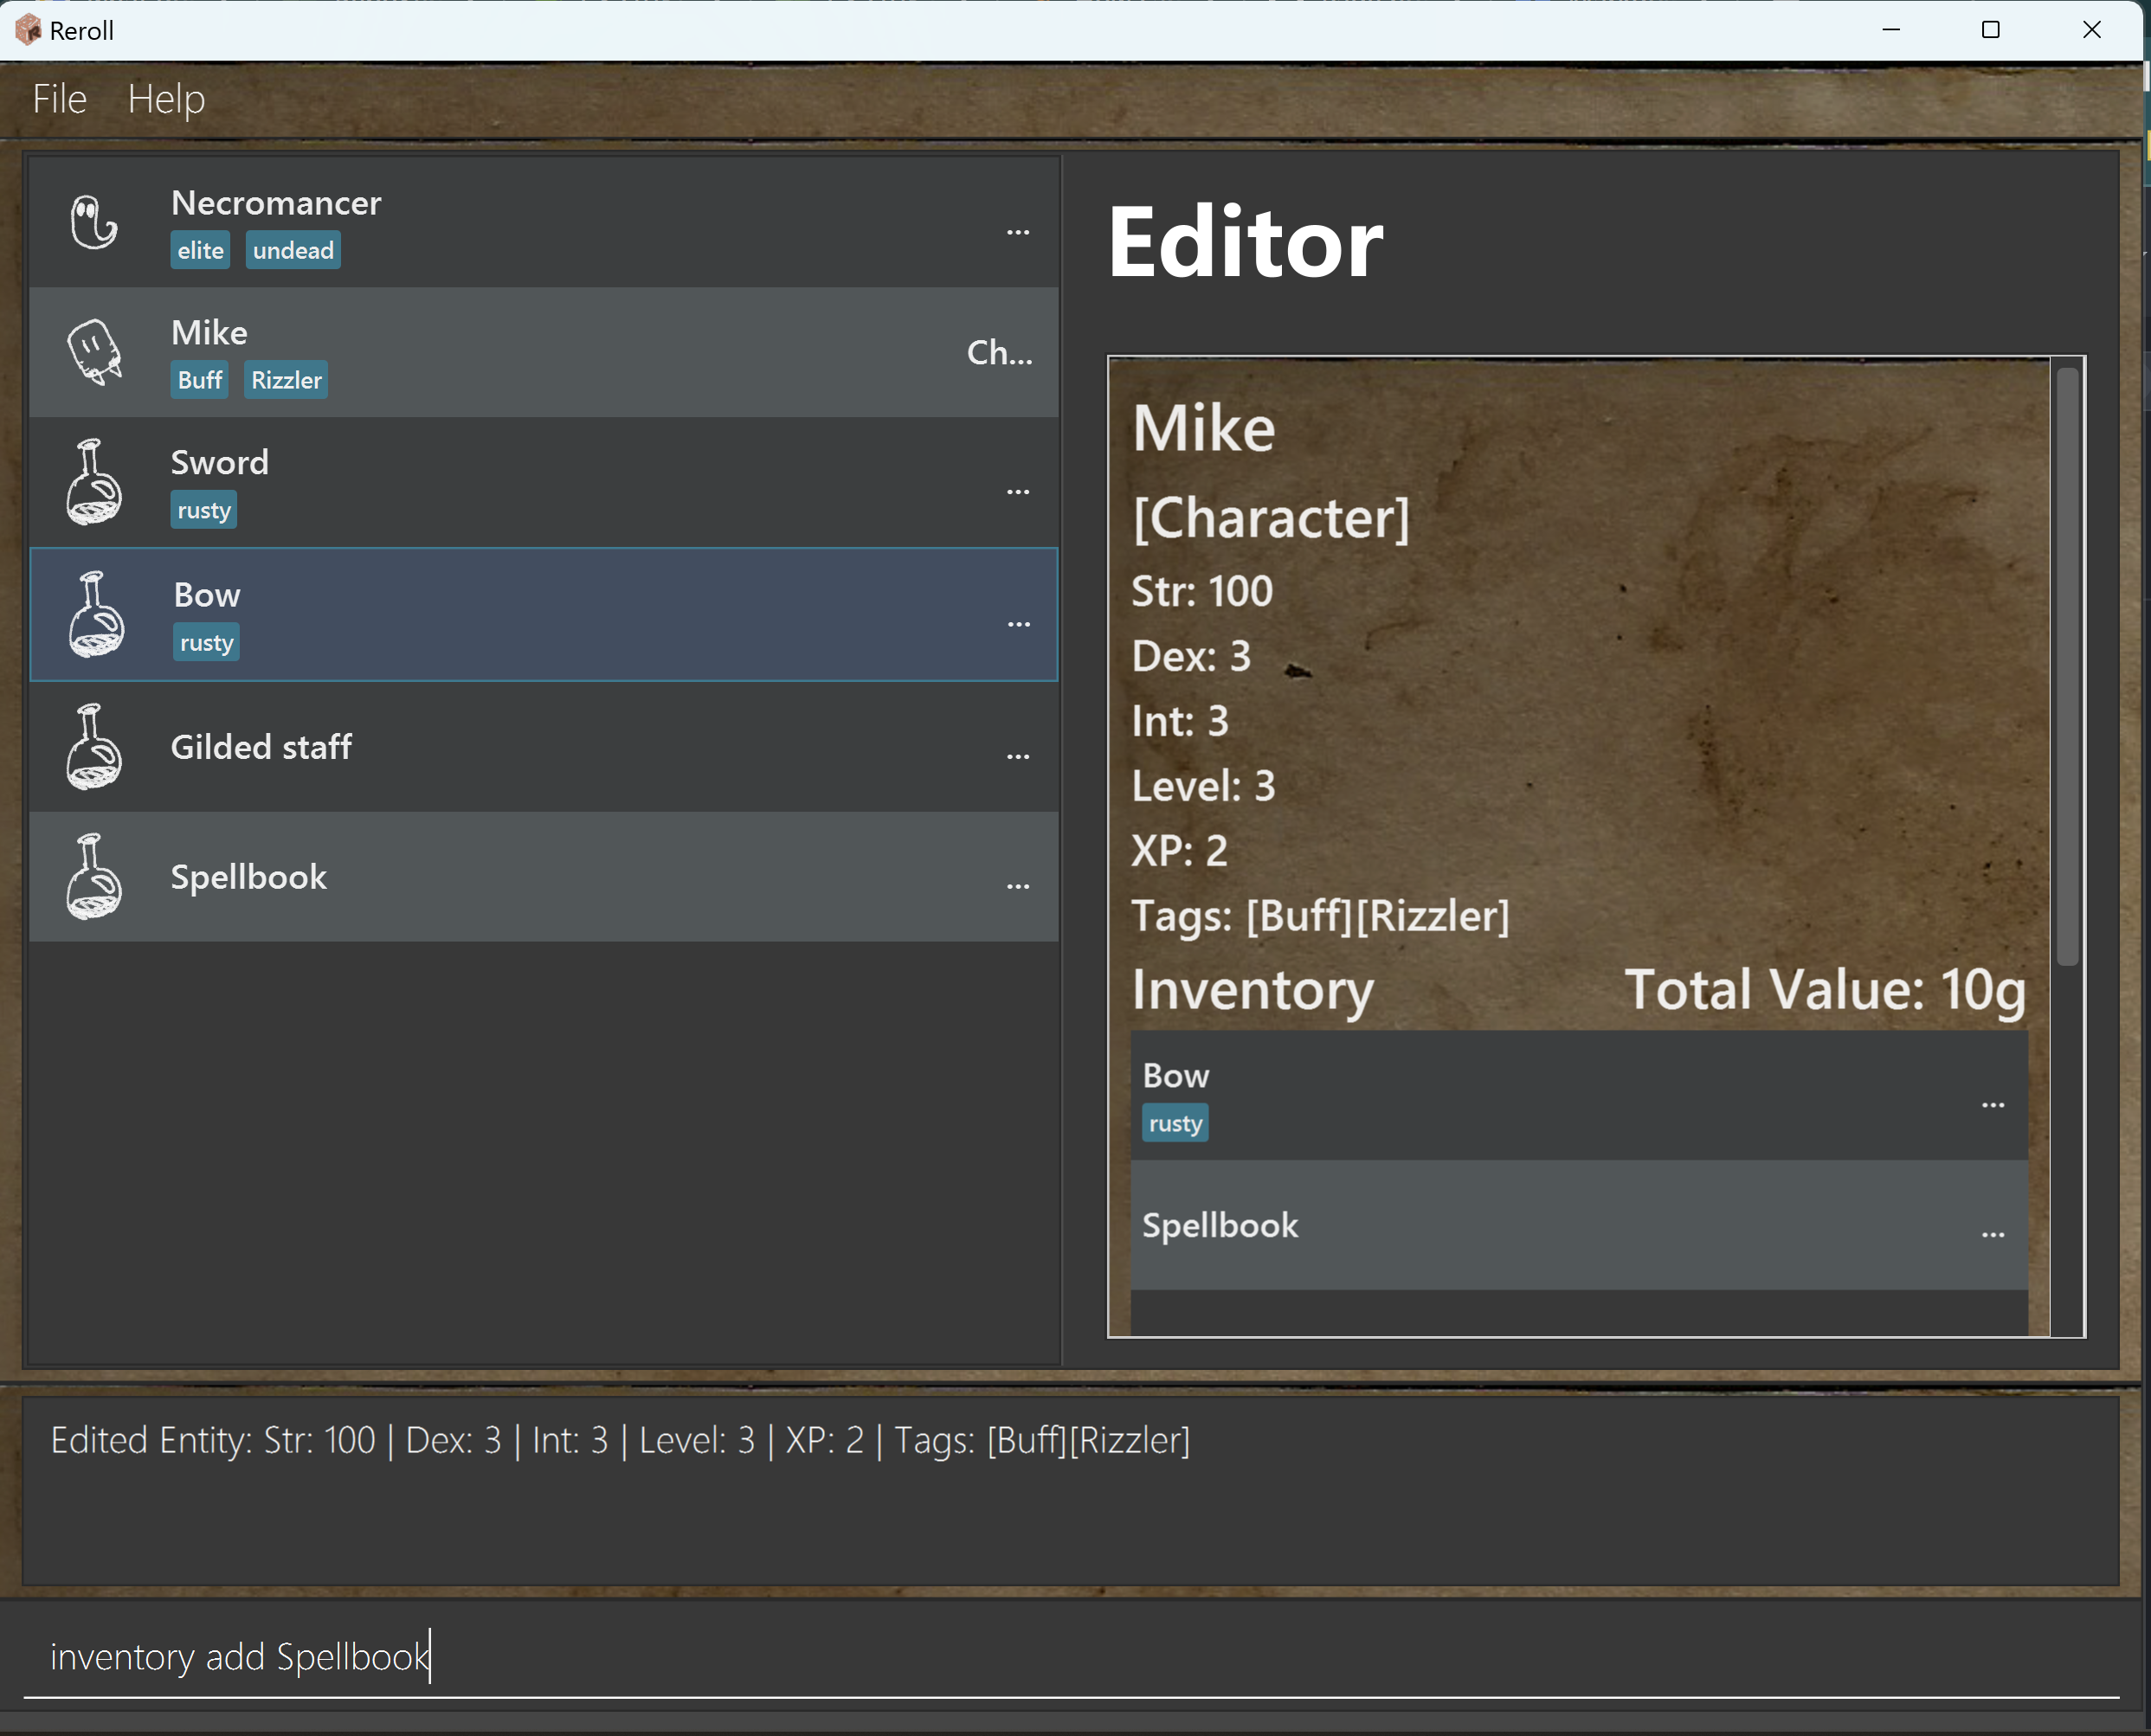 Reroll
File Help
Necromancer
elite undead
...
Mike
Buff Rizzler
Ch...
Sword
rusty
...
Bow
rusty
...
Gilded staff
...
Spellbook
...
Editor
Mike
[Character]
Str: 100
Dex: 3
Int: 3
Level: 3
XP: 2
Tags: [Buff][Rizzler]
Inventory Total Value: 10g
Bow
rusty
...
Spellbook
...
Edited Entity: Str: 100 | Dex: 3 | Int: 3 | Level: 3 | XP: 2 | Tags: [Buff][Rizzler]
inventory add Spellbook